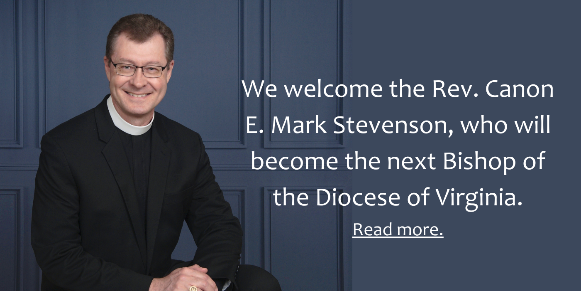 We welcome the Rev. Canon
E. Mark Stevenson, who will
become the next Bishop of
the Diocese of Virginia.
Read more.